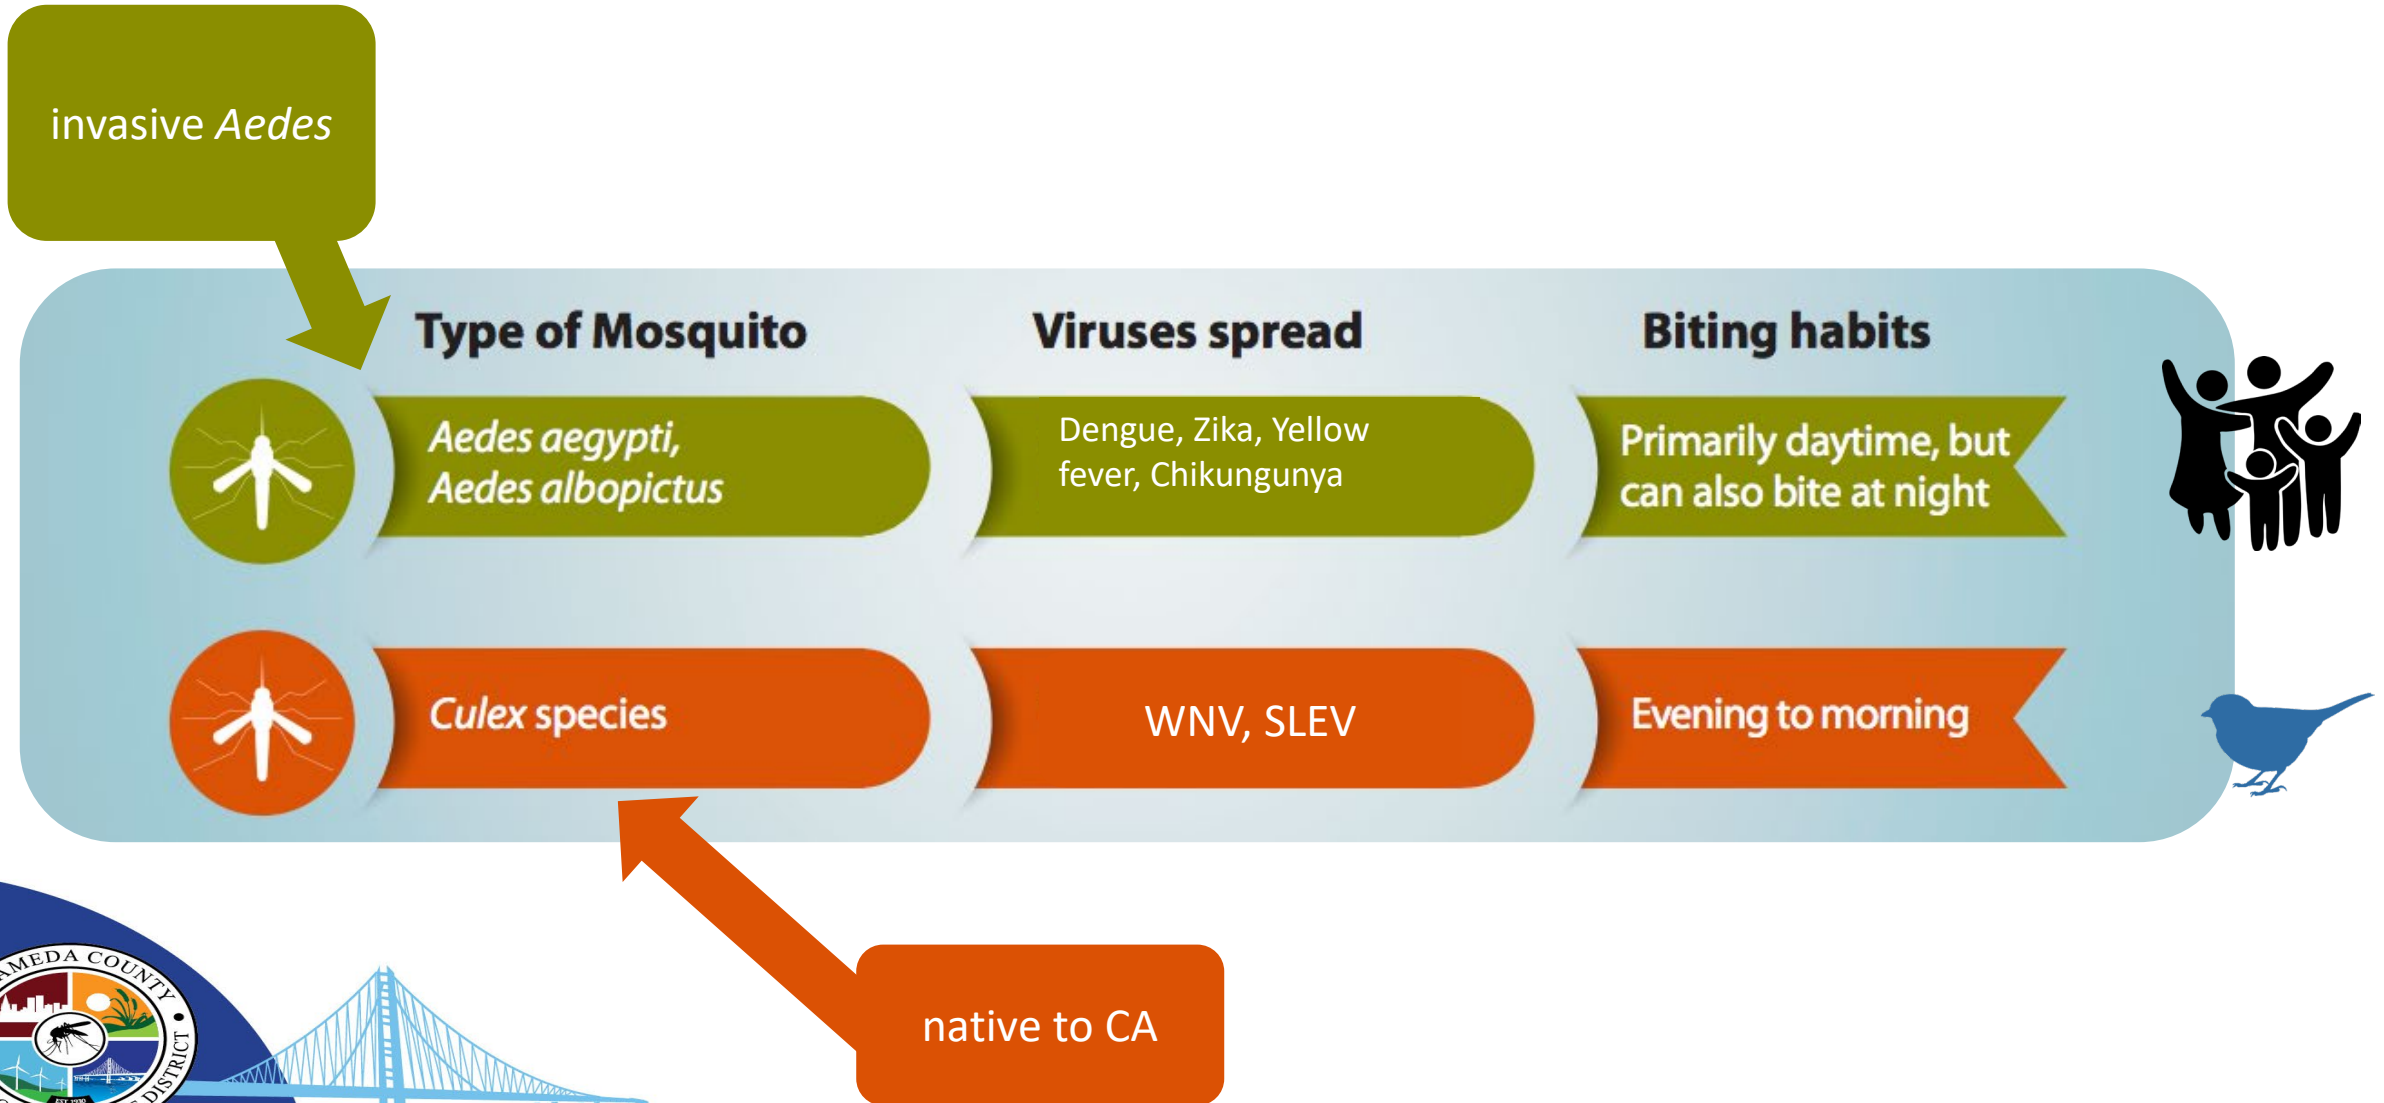 invasive Aedes
Type of Mosquito
Viruses spread
Biting habits
Aedes aegypti,
Aedes albopictus
Dengue, Zika, Yellow
fever, Chikungunya
Primarily daytime, but
can also bite at night
Culex species
WNV, SLEV
Evening to morning
native to CA
COUNTY
DISTRICT
EST. 1930